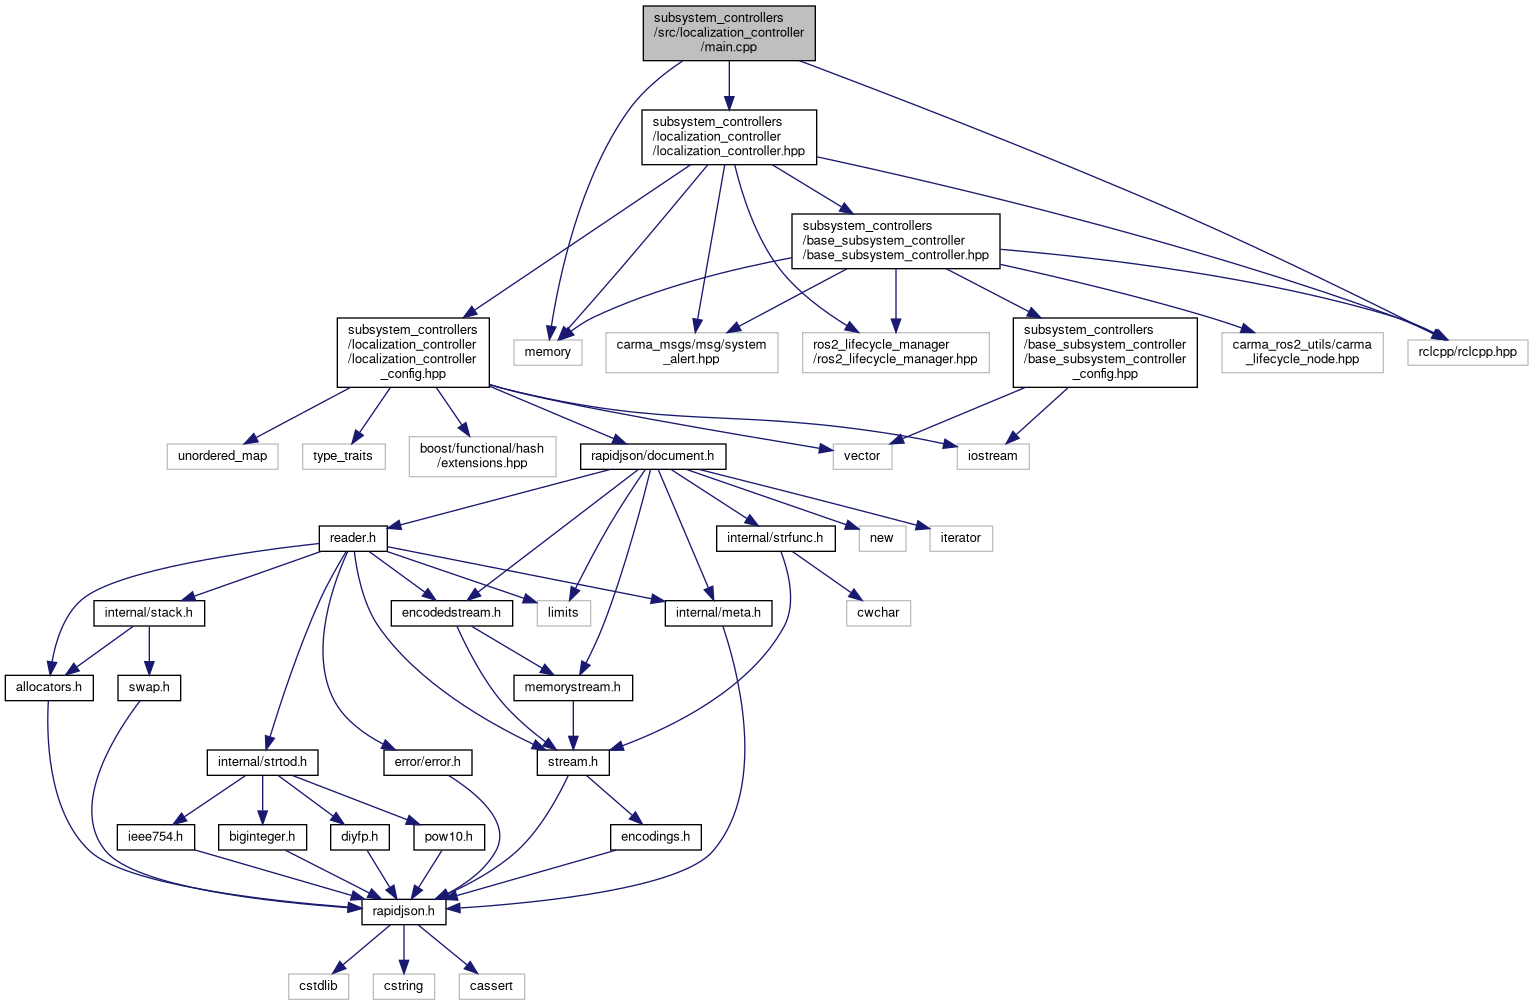 subsystem_controllers
/src/localization_controller
/main.cpp
subsystem_controllers
/localization_controller
/localization_controller.hpp
subsystem_controllers
/base_subsystem_controller
/base_subsystem_controller.hpp
subsystem_controllers
/localization_controller
/localization_controller
_config.hpp
memory
carma_msgs/msg/system
_alert.hpp
ros2_lifecycle_manager
/ros2_lifecycle_manager.hpp
subsystem_controllers
/base_subsystem_controller
/base_subsystem_controller
_config.hpp
carma_ros2_utils/carma
_lifecycle_node.hpp
rclcpp/rclcpp.hpp
unordered_map
type_traits
boost/functional/hash
/extensions.hpp
rapidjson/document.h
vector
iostream
reader.h
internal/strfunc.h
new
iterator
internal/stack.h
encodedstream.h
limits
internal/meta.h
cwchar
allocators.h
swap.h
memorystream.h
internal/strtod.h
error/error.h
stream.h
ieee754.h
biginteger.h
diyfp.h
pow10.h
encodings.h
rapidjson.h
cstdlib
cstring
cassert